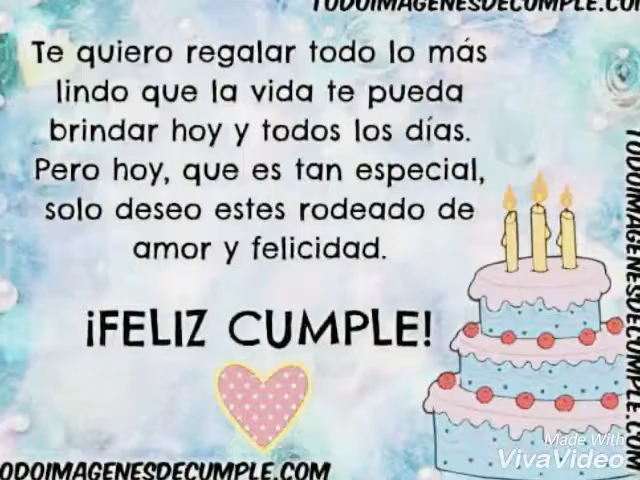 TODOIMAGENESDECUMPLE.COM
Te quiero regalar todo lo más
lindo que la vida te pueda
brindar hoy y todos los días.
Pero hoy, que es tan especial,
solo deseo estes rodeado de
amor y felicidad.
¡FELIZ CUMPLE!
TODOIMAGENESDECUMPLE.COM
Made With
VivaVideo
ODOIMAGENESDECUMPLE.COM